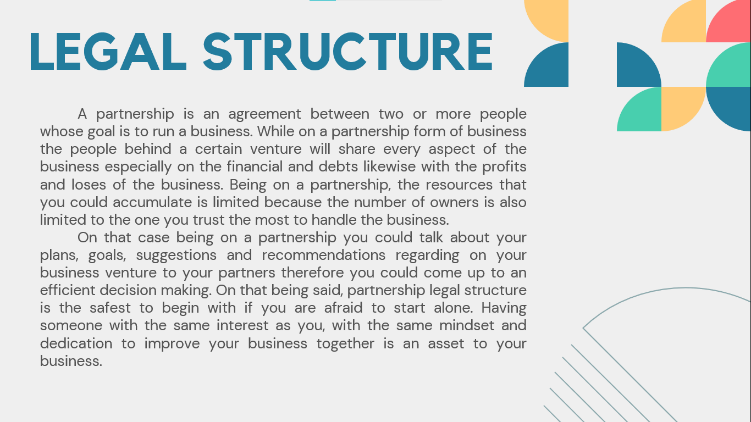 LEGAL STRUCTURE
A partnership is an agreement between two or more people
whose goal is to run a business. While on a partnership form of business
the people behind a certain venture will share every aspect of the
business especially on the financial and debts likewise with the profits
and loses of the business. Being on a partnership, the resources that
you could accumulate is limited because the number of owners is also
limited to the one you trust the most to handle the business.
On that case being on a partnership you could talk about your
plans, goals, suggestions and recommendations regarding on your
business venture to your partners therefore you could come up to an
efficient decision making. On that being said, partnership legal structure
is the safest to begin with if you are afraid to start alone. Having
someone with the same interest as you, with the same mindset and
dedication to improve your business together is an asset to your
business.